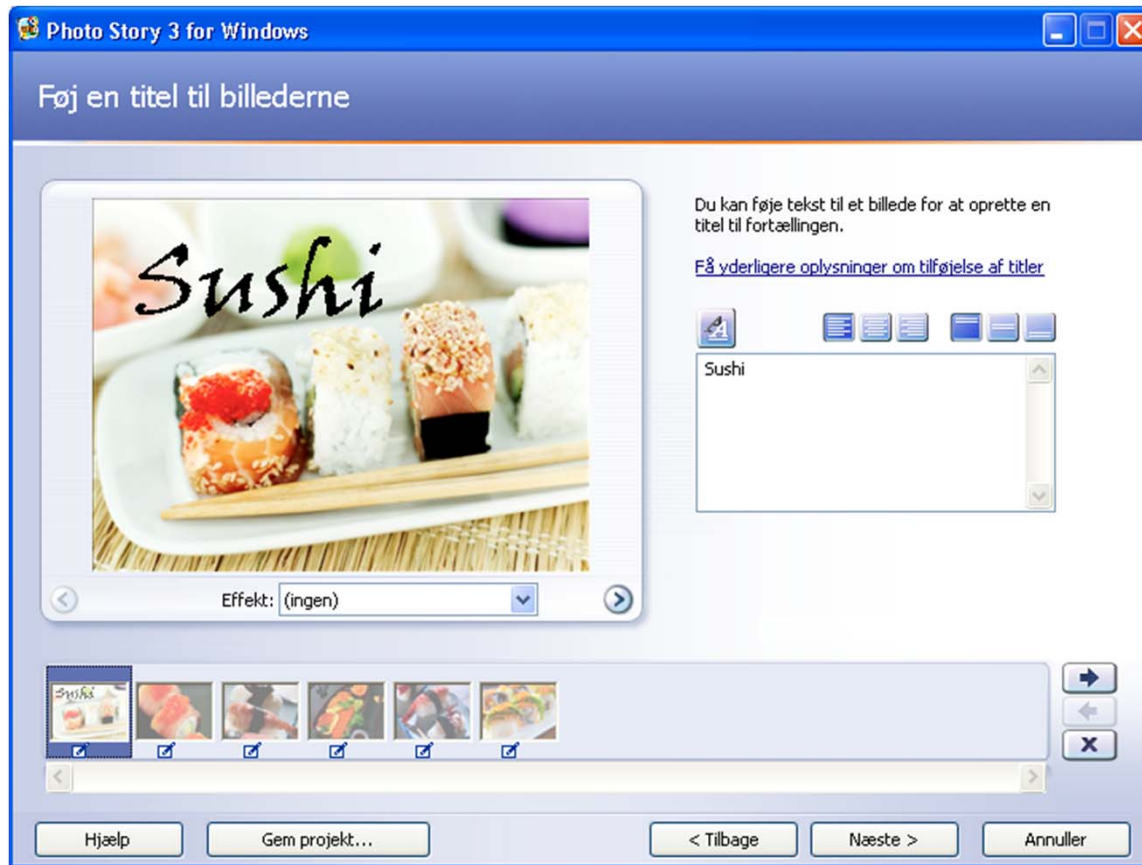 Photo Story 3 for Windows
Føj en titel til billederne
Sushi
Du kan føje tekst til et billede for at oprette en
titel til fortællingen.
Få yderligere oplysninger om tilføjelse af titler
A
Sushi
Effekt: (ingen)
Sushi
Hjælp
Gem projekt...
< Tilbage
Næste >
Annuller